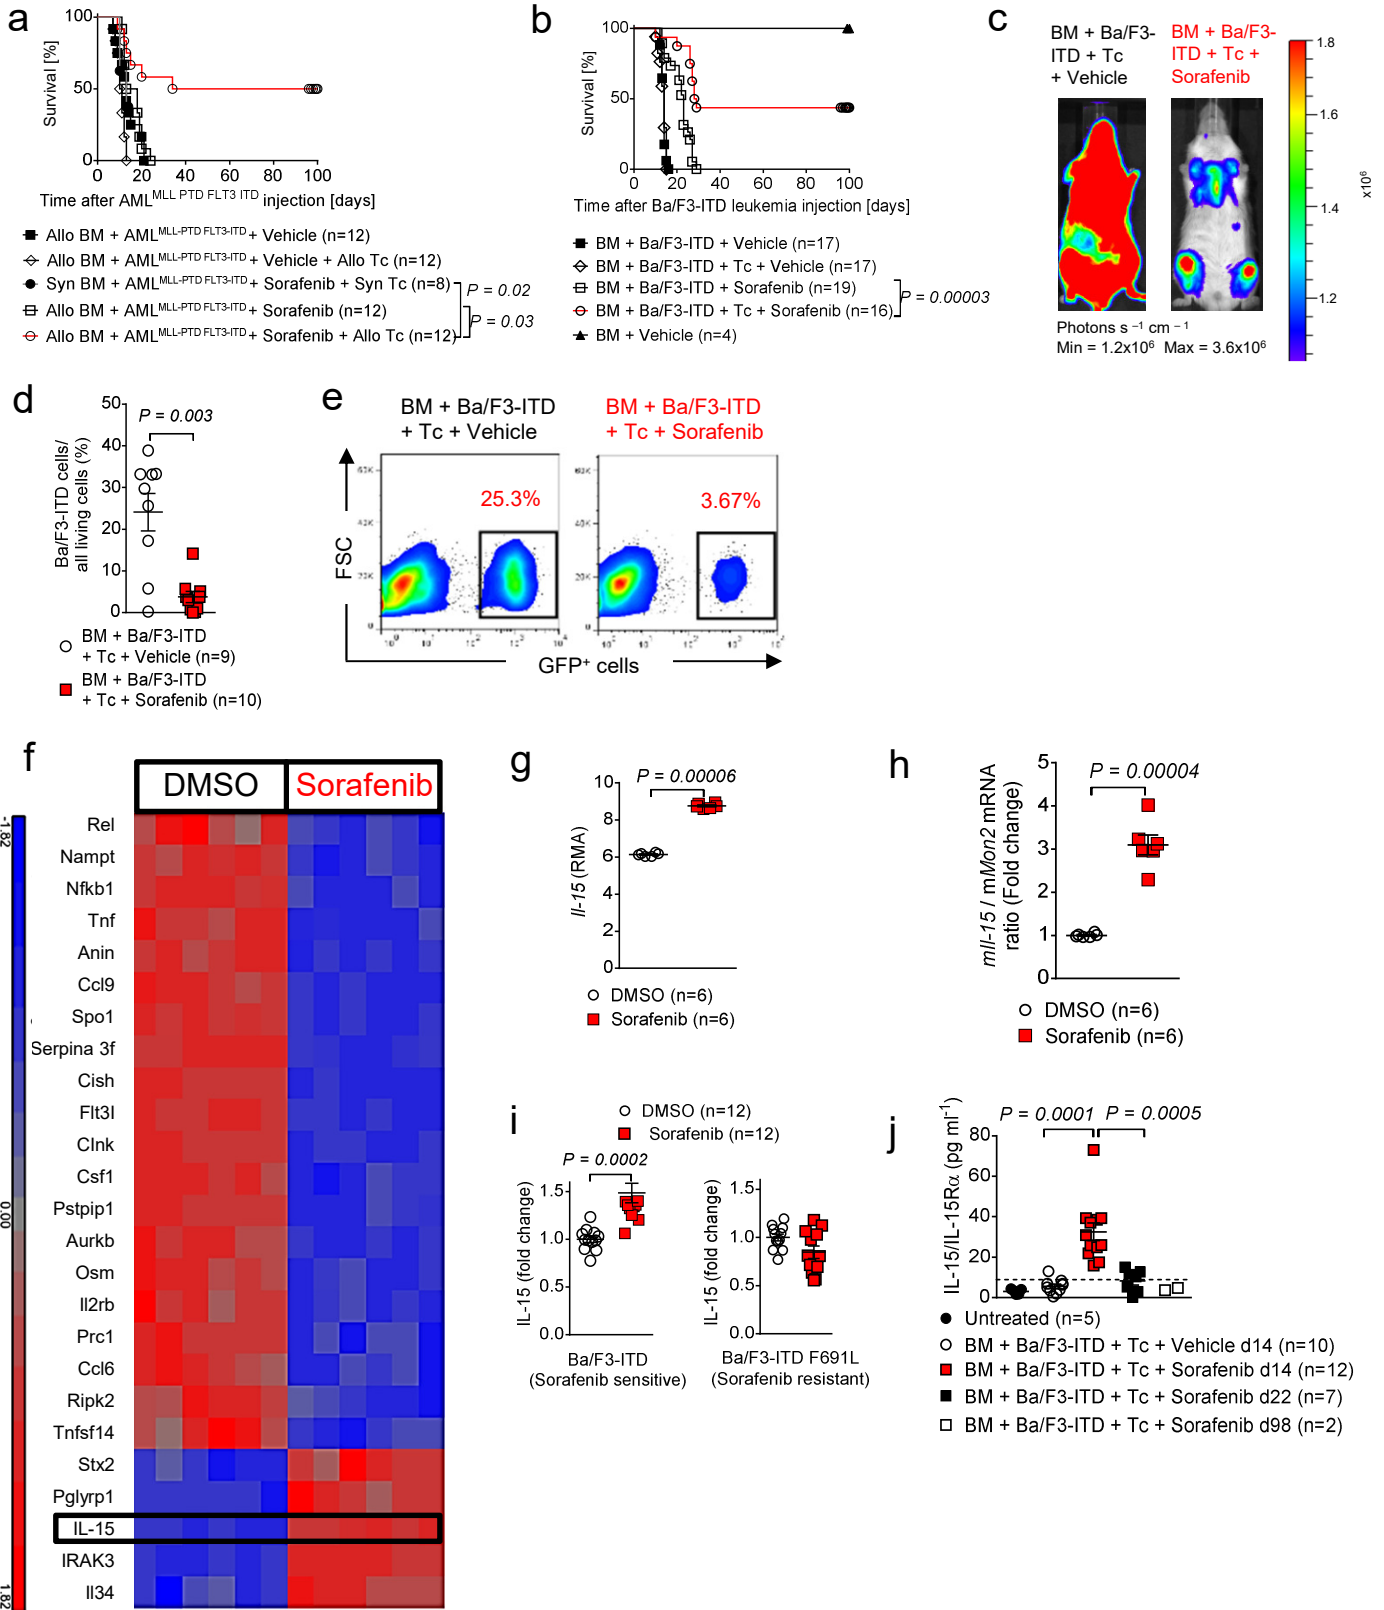 a
Survival [%]
100
50
0
0 20 40 60 80 100
Time after AML^MLL PTD FLT3 ITD injection [days]
Allo BM + AML^MLL-PTD FLT3-ITD + Vehicle (n=12)
Allo BM + AML^MLL-PTD FLT3-ITD + Vehicle + Allo Tc (n=12)
Syn BM + AML^MLL-PTD FLT3-ITD + Sorafenib + Syn Tc (n=8)
Allo BM + AML^MLL-PTD FLT3-ITD + Sorafenib (n=12)
Allo BM + AML^MLL-PTD FLT3-ITD + Sorafenib + Allo Tc (n=12)
P = 0.02
P = 0.03
b
Survival [%]
100
50
0
0 20 40 60 80 100
Time after Ba/F3-ITD leukemia injection [days]
BM + Ba/F3-ITD + Vehicle (n=17)
BM + Ba/F3-ITD + Tc + Vehicle (n=17)
BM + Ba/F3-ITD + Sorafenib (n=19)
BM + Ba/F3-ITD + Tc + Sorafenib (n=16)
BM + Vehicle (n=4)
P = 0.00003
c
BM + Ba/F3-
ITD + Tc
+ Vehicle
BM + Ba/F3-
ITD + Tc +
Sorafenib
1.8
1.6
1.4
1.2
x10⁶
Photons s ⁻¹ cm ⁻¹
Min = 1.2x10⁶ Max = 3.6x10⁶
d
Ba/F3-ITD cells/
all living cells (%)
50
40
30
20
10
0
P = 0.003
BM + Ba/F3-ITD
+ Tc + Vehicle (n=9)
BM + Ba/F3-ITD
+ Tc + Sorafenib (n=10)
e
BM + Ba/F3-ITD
+ Tc + Vehicle
BM + Ba/F3-ITD
+ Tc + Sorafenib
25.3%
3.67%
FSC
GFP⁺ cells
f
DMSO Sorafenib
-1.82
0.00
1.82
Rel
Nampt
Nfkb1
Tnf
Anin
Ccl9
Spo1
Serpina 3f
Cish
Flt3l
Clnk
Csf1
Pstpip1
Aurkb
Osm
Il2rb
Prc1
Ccl6
Ripk2
Tnfsf14
Stx2
Pglyrp1
IL-15
IRAK3
Il34
g
Il-15 (RMA)
10
8
6
4
2
0
P = 0.00006
DMSO (n=6)
Sorafenib (n=6)
h
mIl-15 / mMon2 mRNA
ratio (Fold change)
5
4
3
2
1
0
P = 0.00004
DMSO (n=6)
Sorafenib (n=6)
i
DMSO (n=12)
Sorafenib (n=12)
P = 0.0002
IL-15 (fold change)
1.5
1.0
0.5
0.0
Ba/F3-ITD
(Sorafenib sensitive)
IL-15 (fold change)
1.5
1.0
0.5
0.0
Ba/F3-ITD F691L
(Sorafenib resistant)
j
IL-15/IL-15Rα (pg ml⁻¹)
80
60
40
20
0
P = 0.0001
P = 0.0005
Untreated (n=5)
BM + Ba/F3-ITD + Tc + Vehicle d14 (n=10)
BM + Ba/F3-ITD + Tc + Sorafenib d14 (n=12)
BM + Ba/F3-ITD + Tc + Sorafenib d22 (n=7)
BM + Ba/F3-ITD + Tc + Sorafenib d98 (n=2)